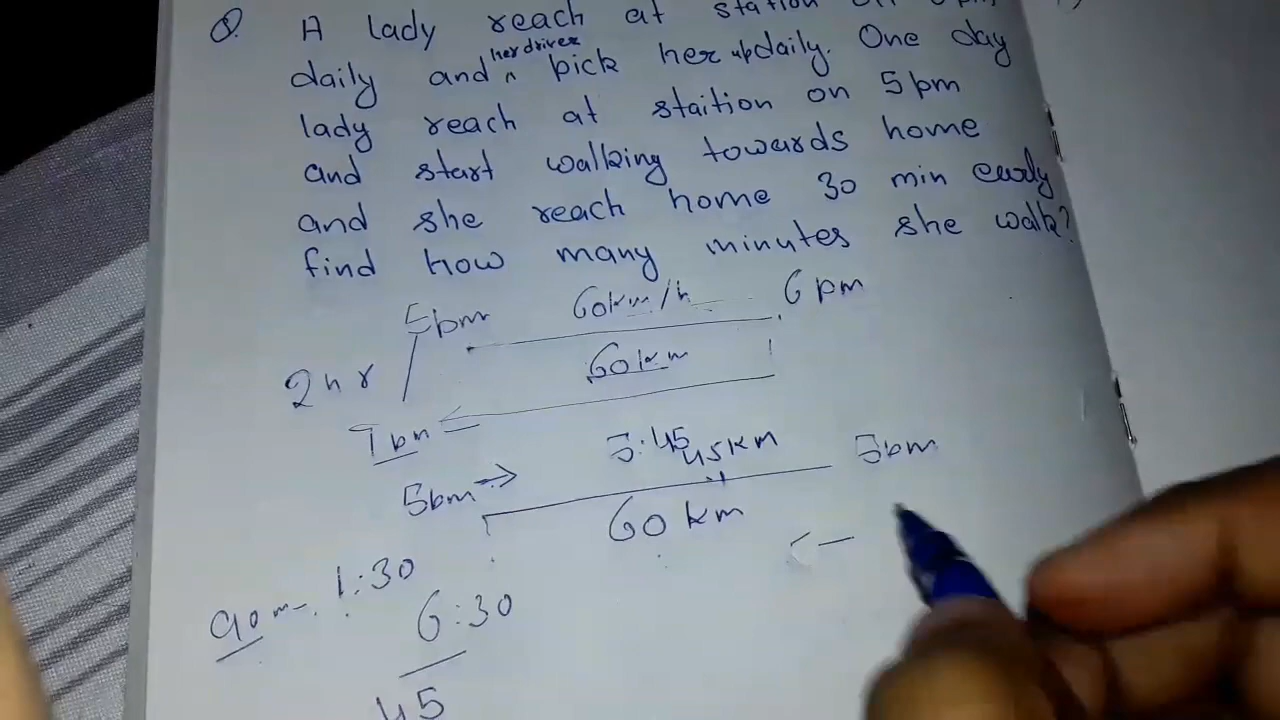 Q. A lady reach at station
daily and her driver pick her up daily. One day
lady reach at staition on 5pm
and start walking towards home
and she reach home 30 min early
find how many minutes she walk?
5pm 60km/h 6pm
60km
2hr
7pm
5:45 45km 5pm
5pm
60km
90m 1:30
6:30
45